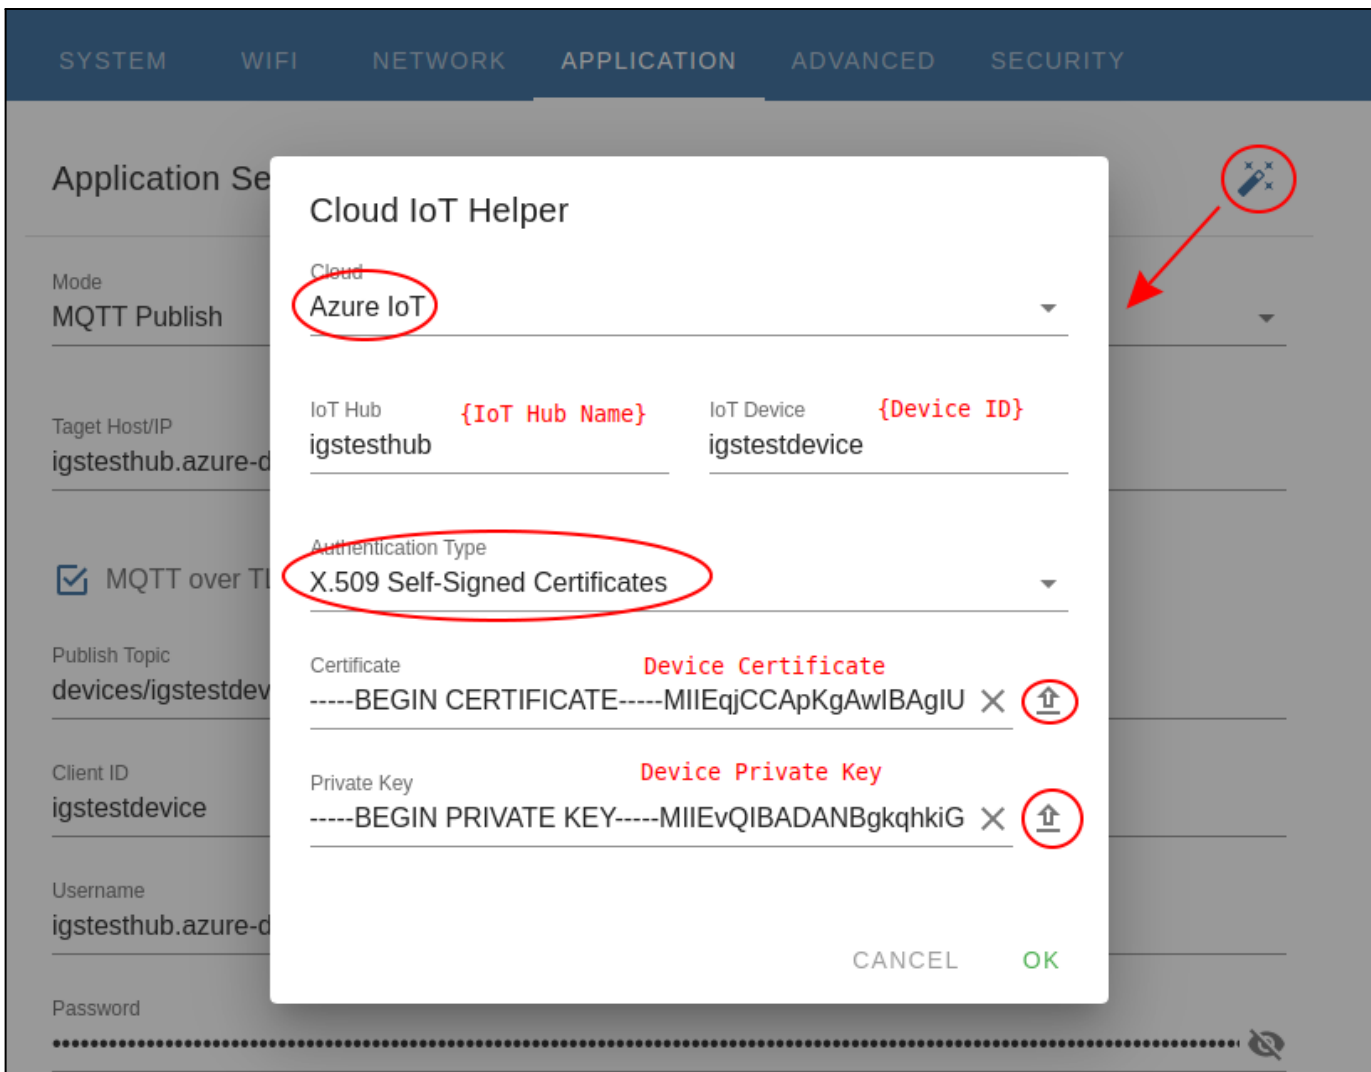 SYSTEM WIFI NETWORK APPLICATION ADVANCED SECURITY
Application Se
Cloud IoT Helper
Cloud
Azure IoT
Mode
MQTT Publish
IoT Hub {IoT Hub Name} IoT Device {Device ID}
igstesthub igstestdevice
Taget Host/IP
igstesthub.azure-d
Authentication Type
X.509 Self-Signed Certificates
MQTT over TL
Publish Topic
devices/igstestdev
Certificate Device Certificate
-----BEGIN CERTIFICATE-----MIIEqjCCApKgAwIBAgIU
Client ID
igstestdevice
Private Key Device Private Key
-----BEGIN PRIVATE KEY-----MIIEvQIBADANBgkqhkiG
Username
igstesthub.azure-d
CANCEL OK
Password